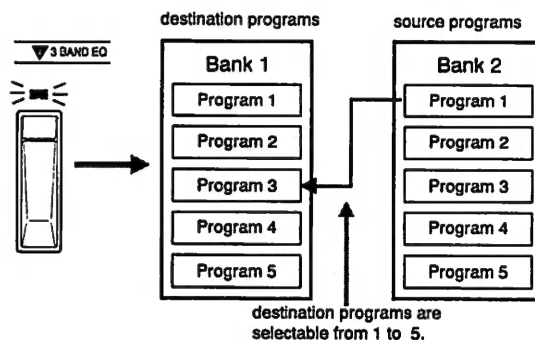 destination programs
source programs
3 BAND EQ
Bank 1
Program 1
Program 2
Program 3
Program 4
Program 5
Bank 2
Program 1
Program 2
Program 3
Program 4
Program 5
destination programs are
selectable from 1 to 5.